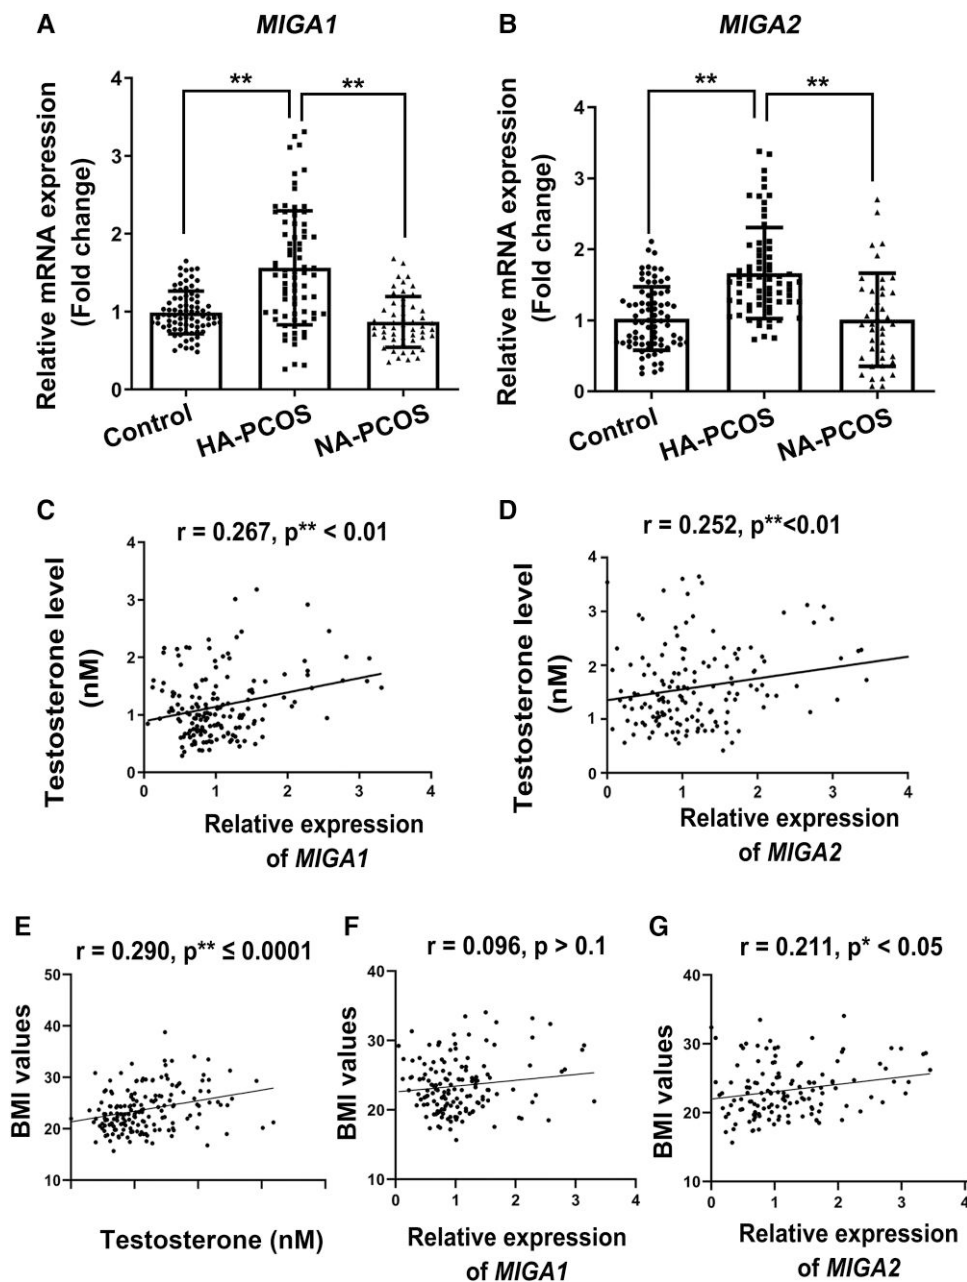 A
MIGA1
Relative mRNA expression
(Fold change)
4
3
2
1
0
**
**
Control
HA-PCOS
NA-PCOS
B
MIGA2
Relative mRNA expression
(Fold change)
4
3
2
1
0
**
**
Control
HA-PCOS
NA-PCOS
C
r = 0.267, p** < 0.01
Testosterone level
(nM)
4
3
2
1
0
0 1 2 3 4
Relative expression
of MIGA1
D
r = 0.252, p**<0.01
Testosterone level
(nM)
4
3
2
1
0
0 1 2 3 4
Relative expression
of MIGA2
E
r = 0.290, p** ≤ 0.0001
BMI values
50
40
30
20
10
Testosterone (nM)
F
r = 0.096, p > 0.1
BMI values
40
30
20
10
0 1 2 3 4
Relative expression
of MIGA1
G
r = 0.211, p* < 0.05
BMI values
40
30
20
10
0 1 2 3 4
Relative expression
of MIGA2